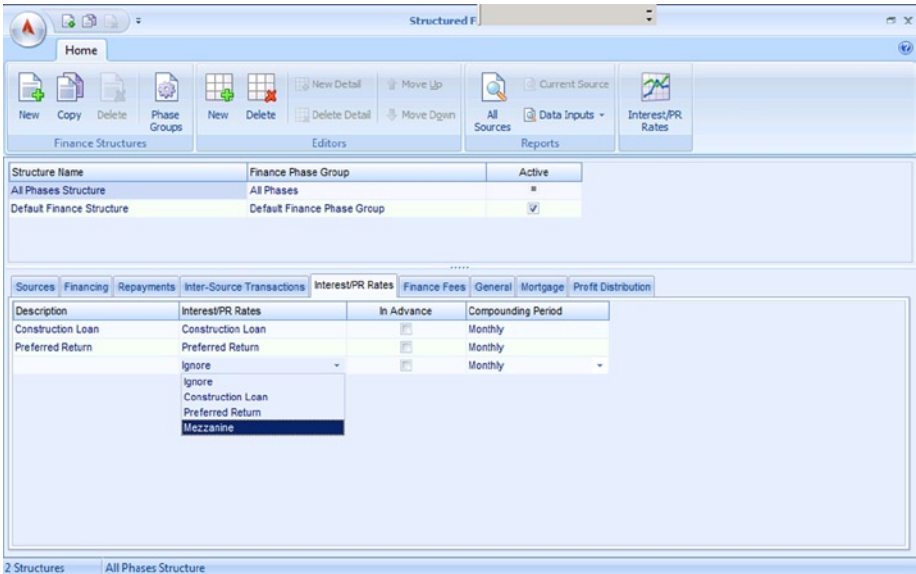 Structured F
Home
New Copy Delete Phase Groups
Finance Structures
New Delete New Detail Delete Detail Move Up Move Down
Editors
All Sources Current Source Data Inputs
Reports
Interest/PR Rates
Structure Name Finance Phase Group Active
All Phases Structure All Phases
Default Finance Structure Default Finance Phase Group
Sources Financing Repayments Inter-Source Transactions Interest/PR Rates Finance Fees General Mortgage Profit Distribution
Description Interest/PR Rates In Advance Compounding Period
Construction Loan Construction Loan Monthly
Preferred Return Preferred Return Monthly
Ignore Monthly
Ignore
Construction Loan
Preferred Return
Mezzanine
2 Structures All Phases Structure